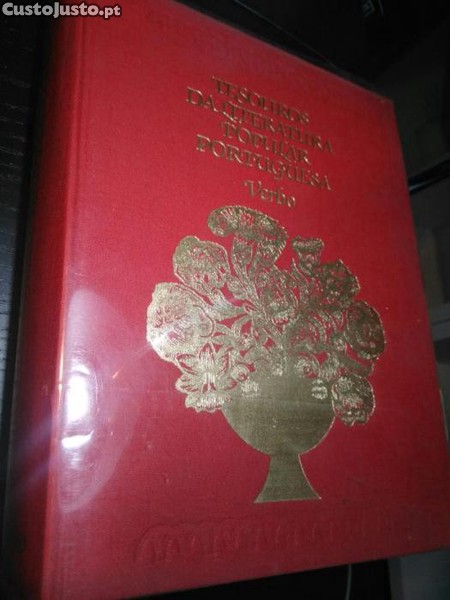 CustoJusto.pt
TESOUROS
DA LITERATURA
POPULAR
PORTUGUESA
Verbo